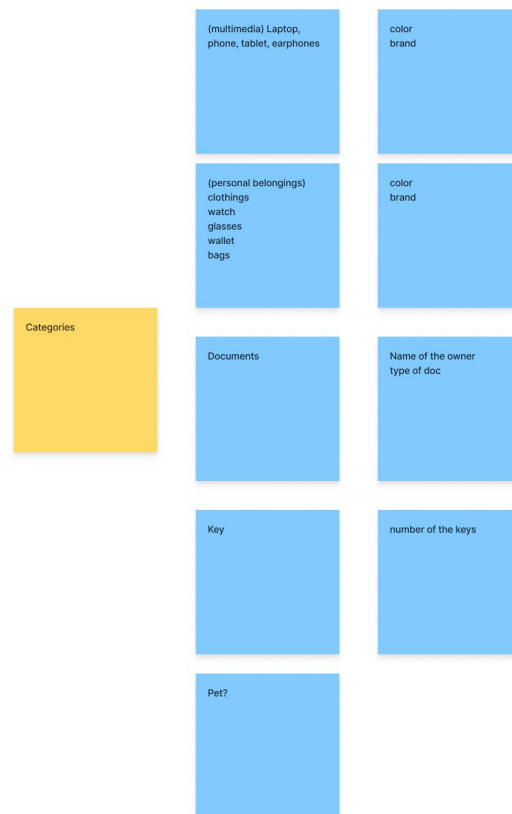 (multimedia) Laptop,
phone, tablet, earphones
color
brand
(personal belongings)
clothings
watch
glasses
wallet
bags
color
brand
Categories
Documents
Name of the owner
type of doc
Key
number of the keys
Pet?